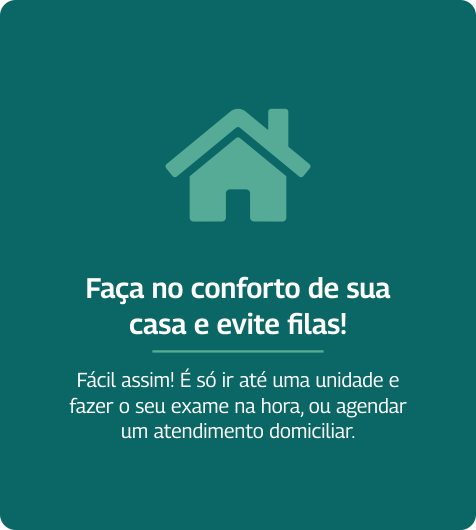 Faça no conforto de sua
casa e evite filas!
Fácil assim! É só ir até uma unidade e
fazer o seu exame na hora, ou agendar
um atendimento domiciliar.